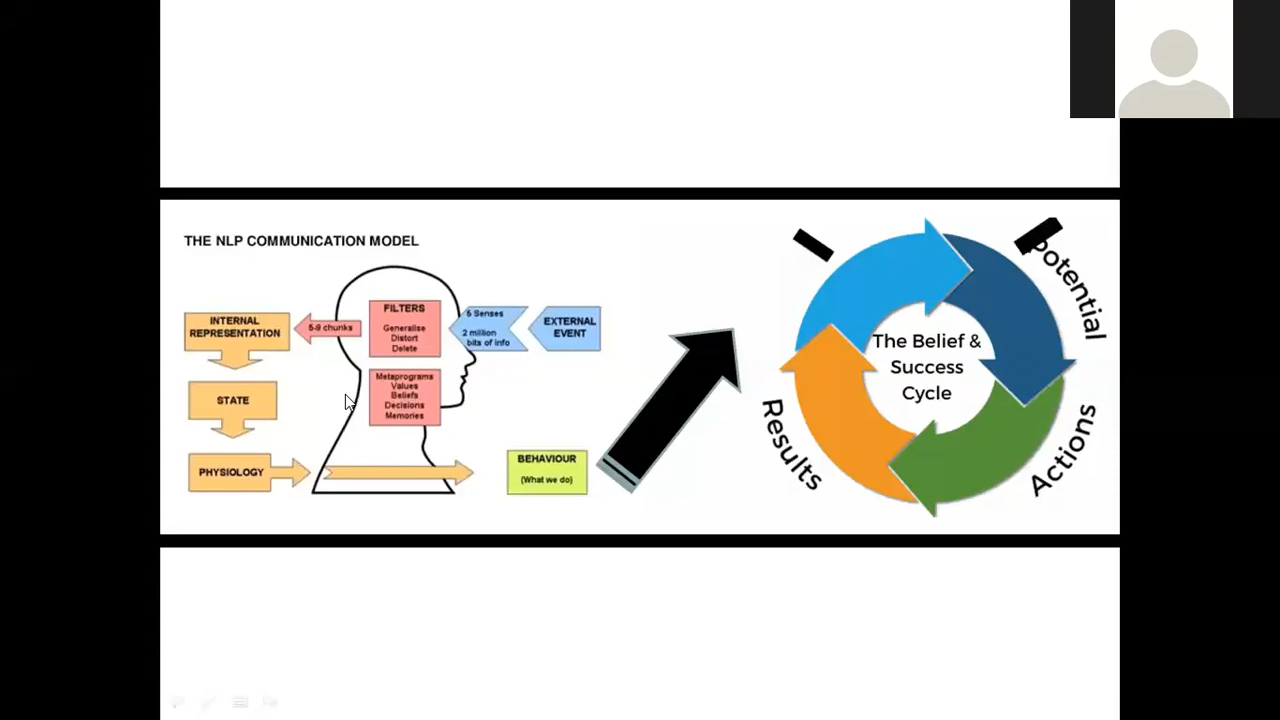 THE NLP COMMUNICATION MODEL
INTERNAL
REPRESENTATION
5-9 chunks
FILTERS
Generalise
Distort
Delete
5 Senses
2 million
bits of info
EXTERNAL
EVENT
STATE
Metaprograms
Values
Beliefs
Decisions
Memories
PHYSIOLOGY
BEHAVIOUR
(What we do)
The Belief &
Success
Cycle
Potential
Actions
Results